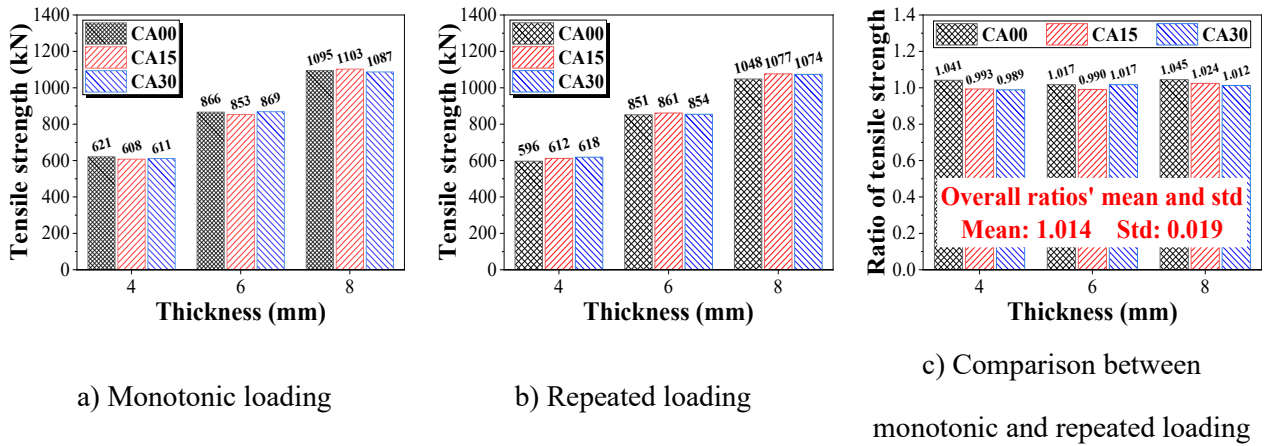 Tensile strength (kN)
1400
1200
1000
800
600
400
200
0
CA00
CA15
CA30
621 608 611
866 853 869
1095 1103 1087
4 6 8
Thickness (mm)
a) Monotonic loading
Tensile strength (kN)
1400
1200
1000
800
600
400
200
0
CA00
CA15
CA30
596 612 618
851 861 854
1048 1077 1074
4 6 8
Thickness (mm)
b) Repeated loading
Ratio of tensile strength
1.4
1.2
1.0
0.8
0.6
0.4
0.2
0.0
CA00 CA15 CA30
1.041 0.993 0.989
1.017 0.990 1.017
1.045 1.024 1.012
Overall ratios' mean and std
Mean: 1.014 Std: 0.019
4 6 8
Thickness (mm)
c) Comparison between
monotonic and repeated loading